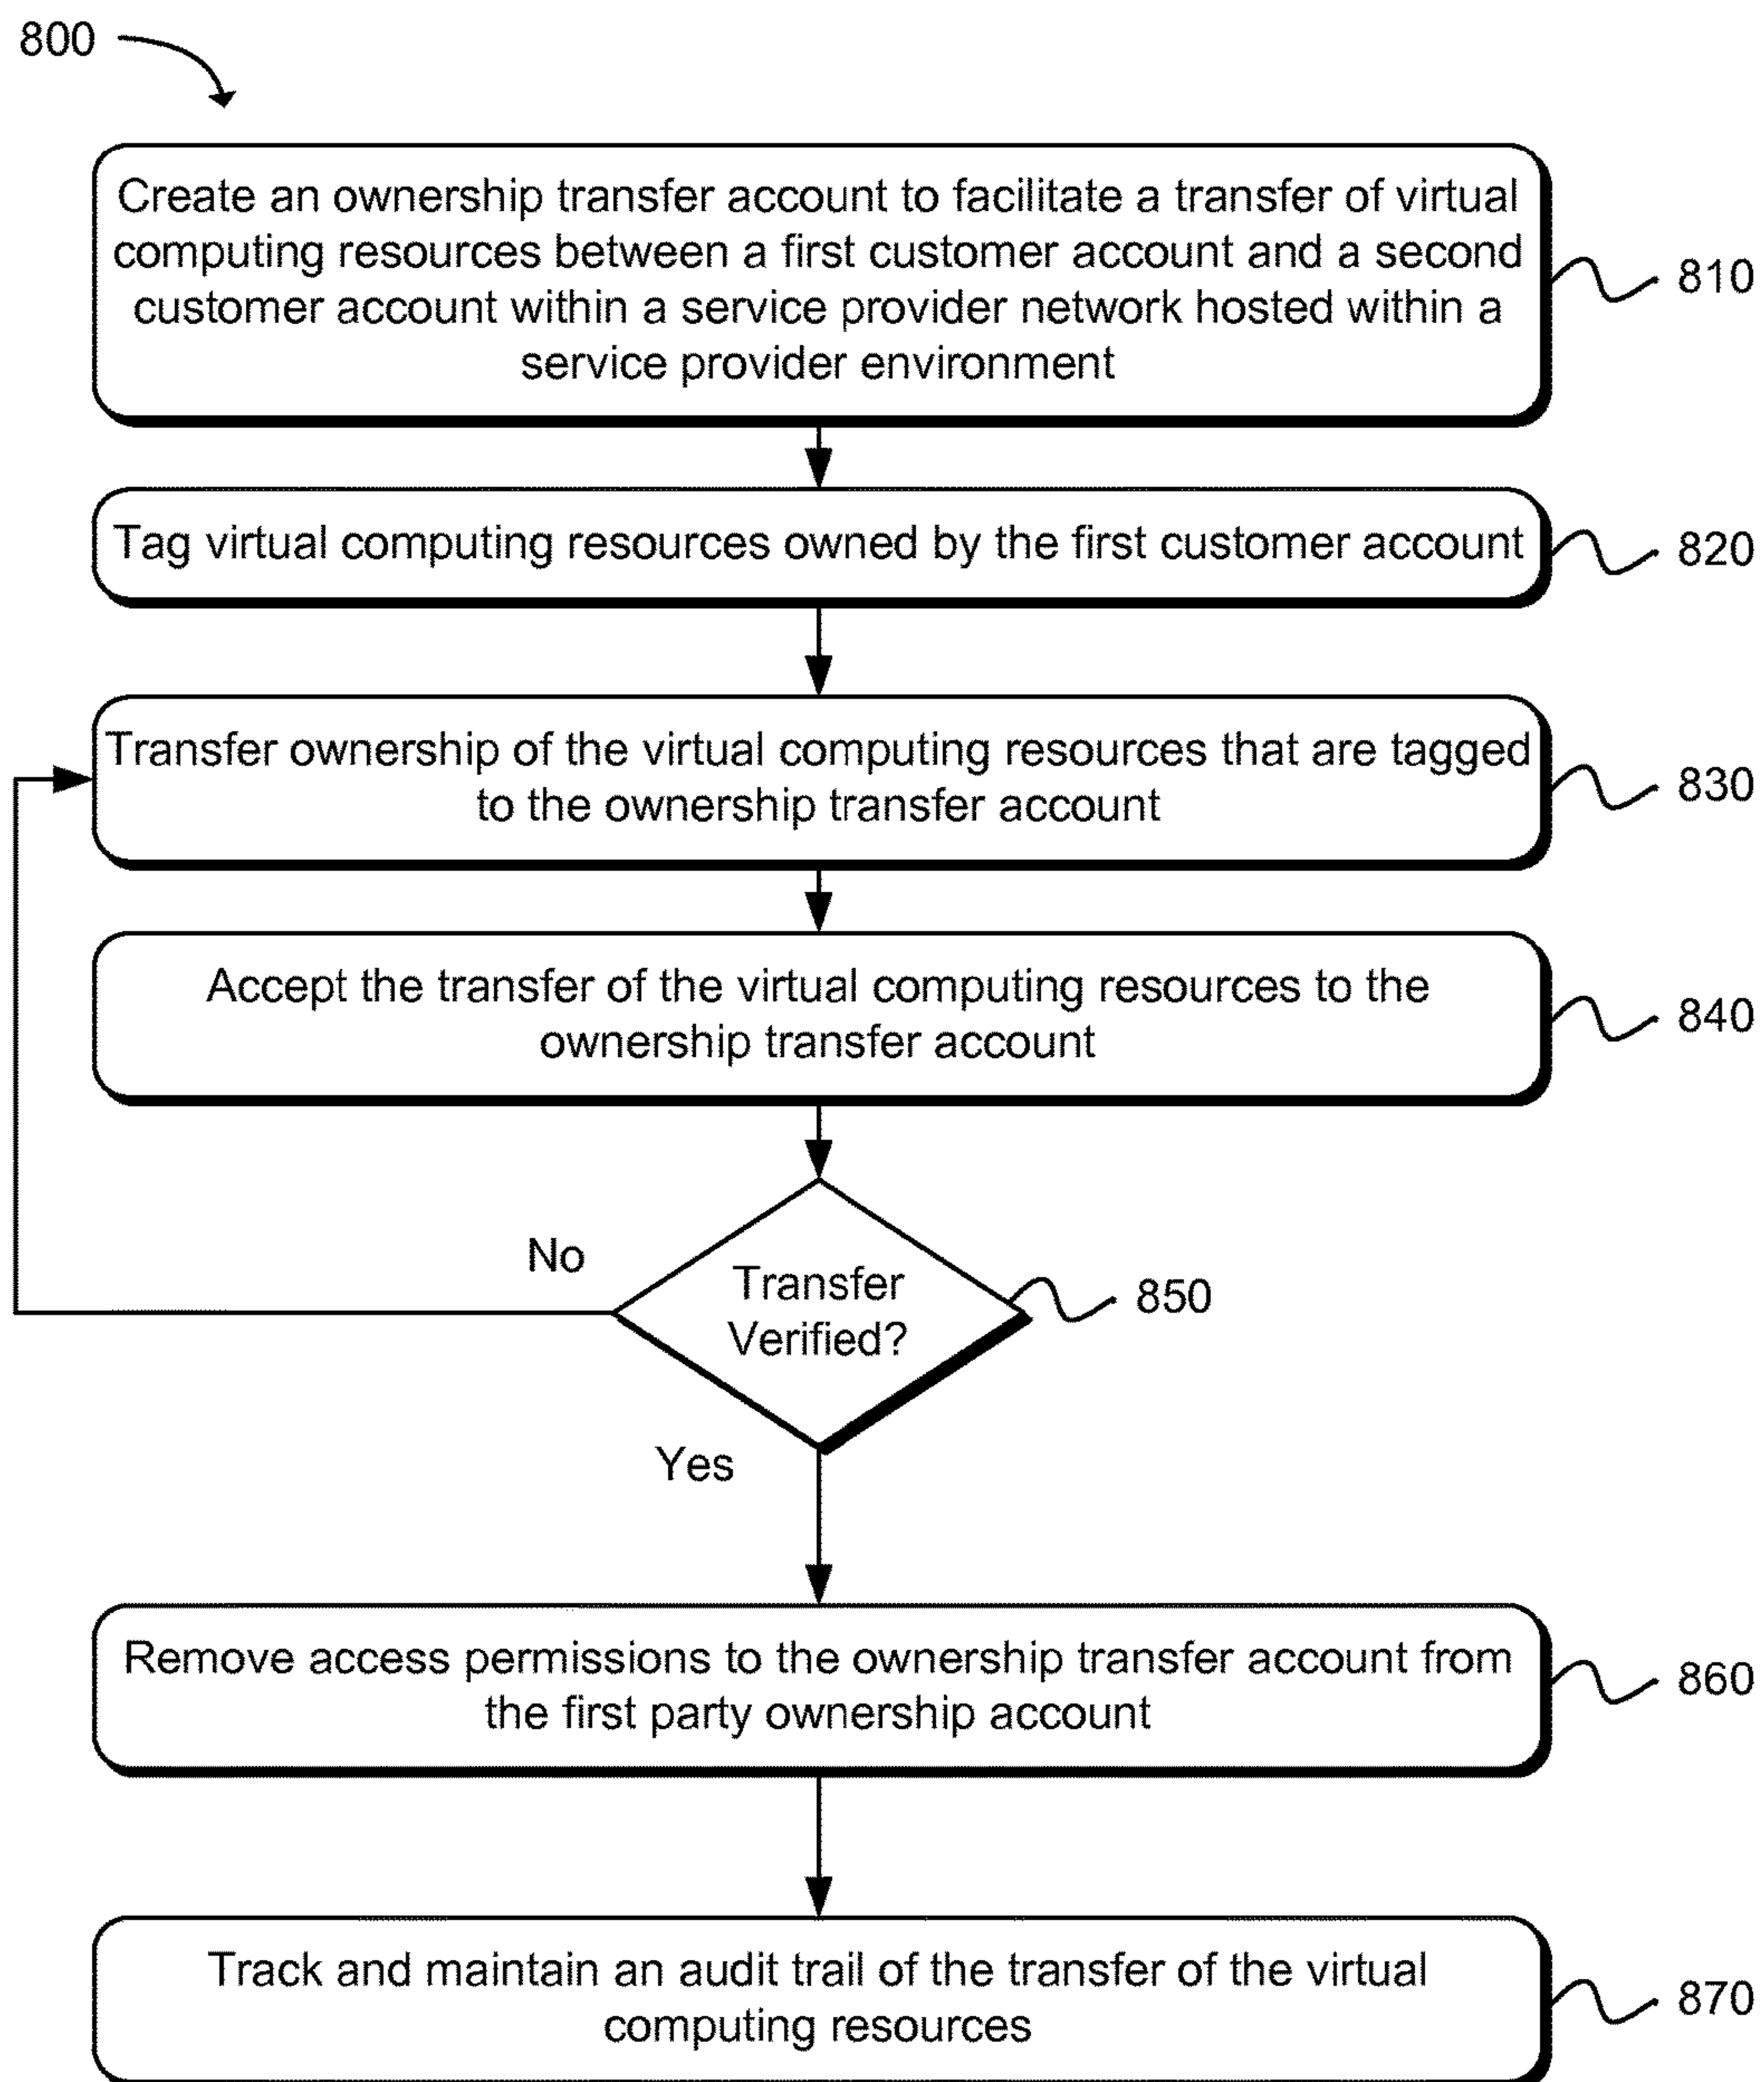 800
Create an ownership transfer account to facilitate a transfer of virtual
computing resources between a first customer account and a second
customer account within a service provider network hosted within a
service provider environment
810
Tag virtual computing resources owned by the first customer account
820
Transfer ownership of the virtual computing resources that are tagged
to the ownership transfer account
830
Accept the transfer of the virtual computing resources to the
ownership transfer account
840
No
Transfer
Verified?
850
Yes
Remove access permissions to the ownership transfer account from
the first party ownership account
860
Track and maintain an audit trail of the transfer of the virtual
computing resources
870